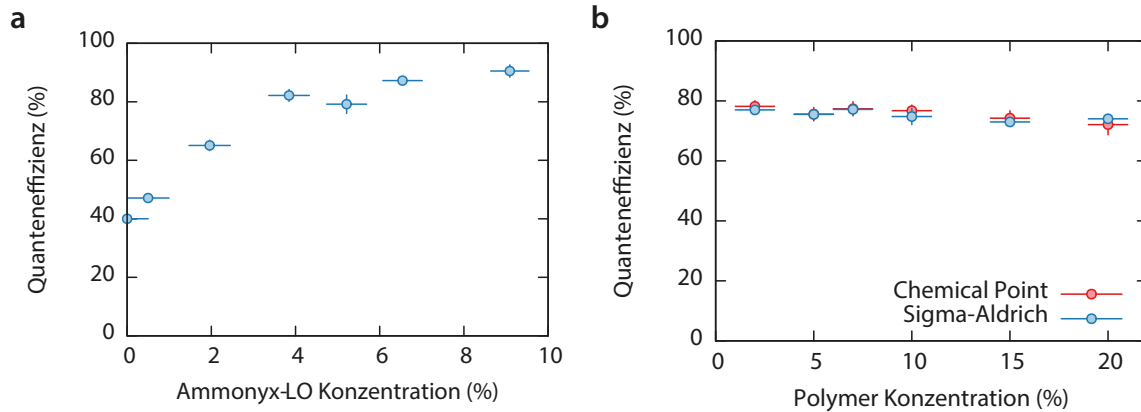 a
100
80
60
40
20
0
Quanteneffizienz (%)
0 2 4 6 8 10
Ammonyx-LO Konzentration (%)
b
100
80
60
40
20
0
Quanteneffizienz (%)
Chemical Point
Sigma-Aldrich
0 5 10 15 20
Polymer Konzentration (%)